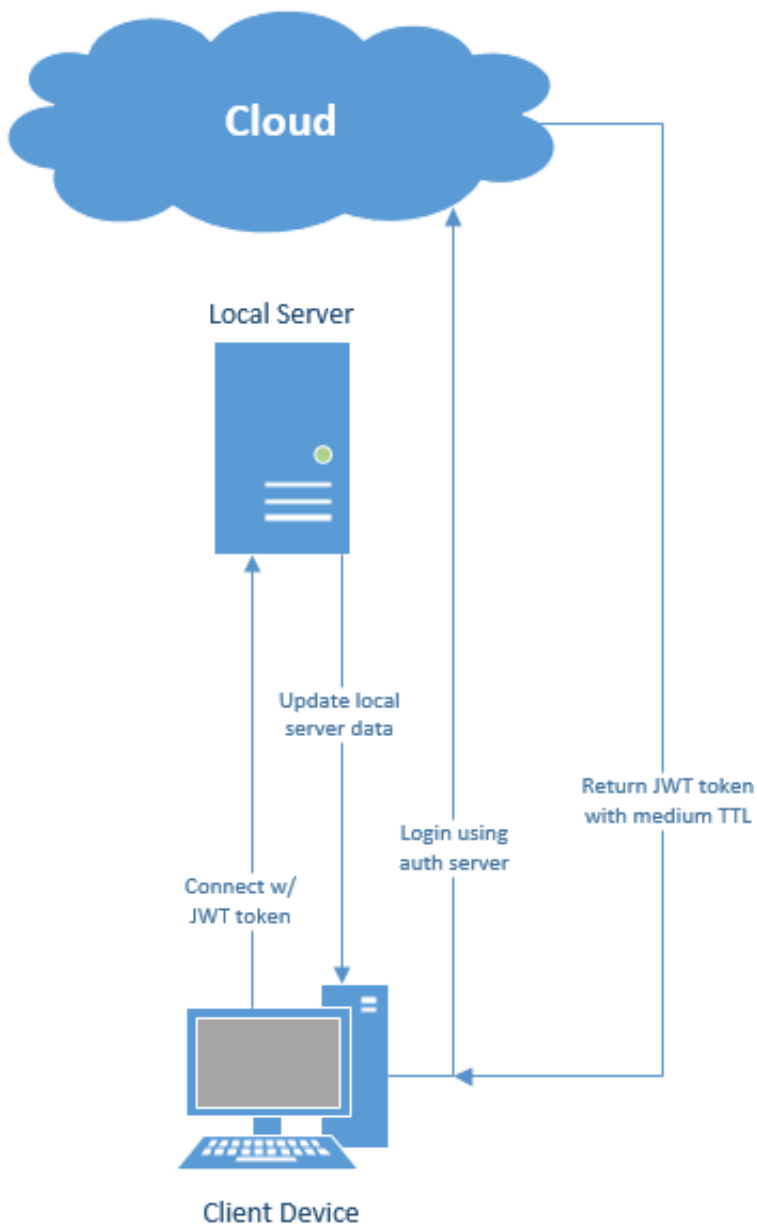 Cloud
Local Server
Update local
server data
Return JWT token
with medium TTL
Login using
auth server
Connect w/
JWT token
Client Device